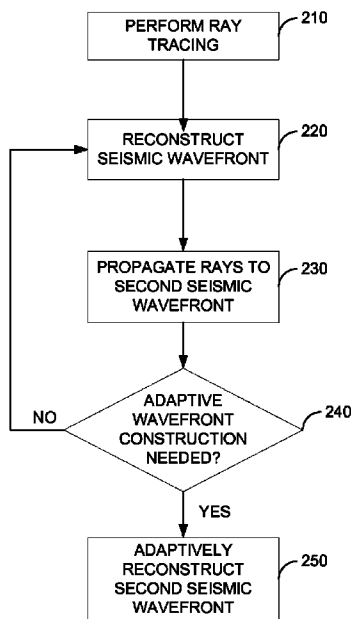 PERFORM RAY
TRACING
210
RECONSTRUCT
SEISMIC WAVEFRONT
220
PROPAGATE RAYS TO
SECOND SEISMIC
WAVEFRONT
230
ADAPTIVE
WAVEFRONT
CONSTRUCTION
NEEDED?
240
NO
YES
ADAPTIVELY
RECONSTRUCT
SECOND SEISMIC
WAVEFRONT
250